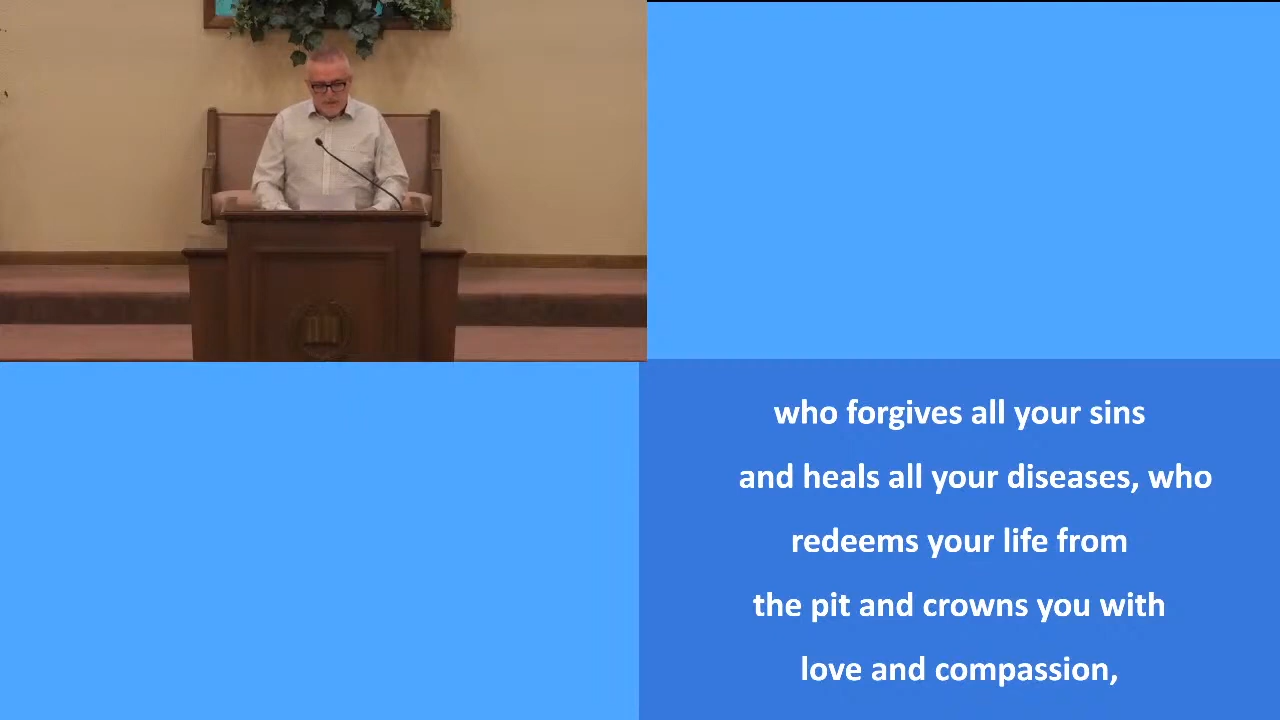 who forgives all your sins
and heals all your diseases, who
redeems your life from
the pit and crowns you with
love and compassion,